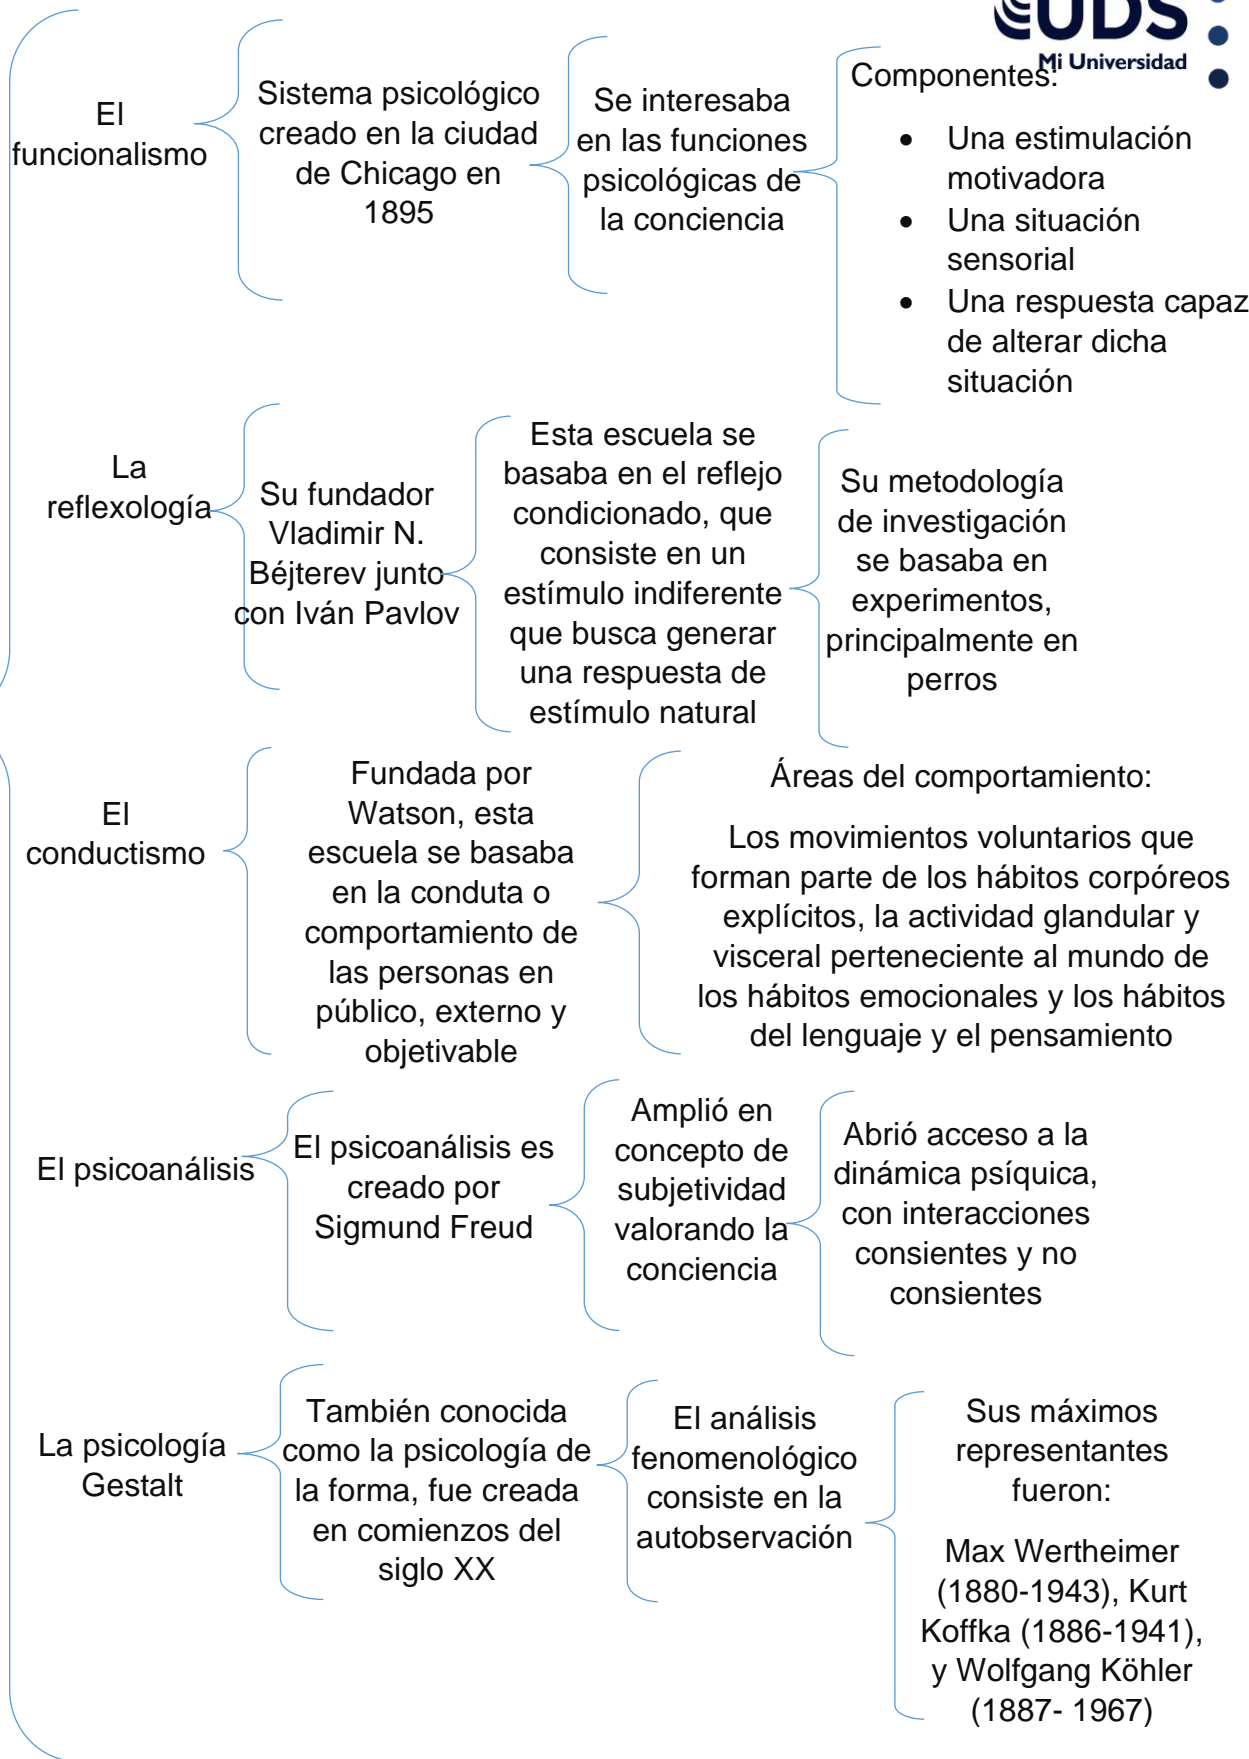 UDS
Mi Universidad
El
funcionalismo
Sistema psicológico
creado en la ciudad
de Chicago en
1895
Se interesaba
en las funciones
psicológicas de
la conciencia
Componentes:
• Una estimulación
motivadora
• Una situación
sensorial
• Una respuesta capaz
de alterar dicha
situación
La
reflexología
Su fundador
Vladimir N.
Béjterev junto
con Iván Pavlov
Esta escuela se
basaba en el reflejo
condicionado, que
consiste en un
estímulo indiferente
que busca generar
una respuesta de
estímulo natural
Su metodología
de investigación
se basaba en
experimentos,
principalmente en
perros
El
conductismo
Fundada por
Watson, esta
escuela se basaba
en la conduta o
comportamiento de
las personas en
público, externo y
objetivable
Áreas del comportamiento:
Los movimientos voluntarios que
forman parte de los hábitos corpóreos
explícitos, la actividad glandular y
visceral perteneciente al mundo de
los hábitos emocionales y los hábitos
del lenguaje y el pensamiento
El psicoanálisis
El psicoanálisis es
creado por
Sigmund Freud
Amplió en
concepto de
subjetividad
valorando la
conciencia
Abrió acceso a la
dinámica psíquica,
con interacciones
consientes y no
consientes
La psicología
Gestalt
También conocida
como la psicología de
la forma, fue creada
en comienzos del
siglo XX
El análisis
fenomenológico
consiste en la
autobservación
Sus máximos
representantes
fueron:
Max Wertheimer
(1880-1943), Kurt
Koffka (1886-1941),
y Wolfgang Köhler
(1887- 1967)